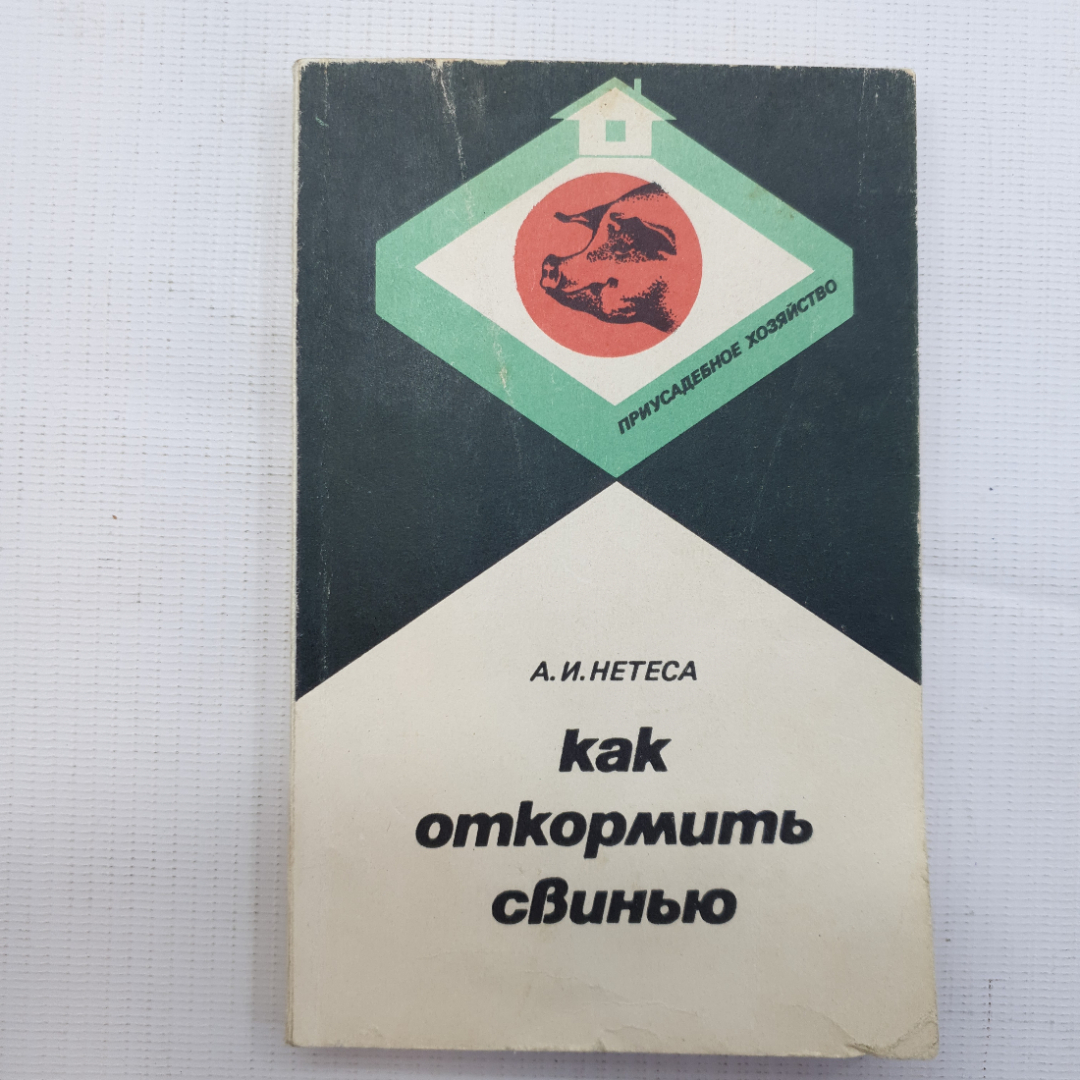 ПРИУСАДЕБНОЕ ХОЗЯЙСТВО
А. И. НЕТЕСА
как
откормить
свинью